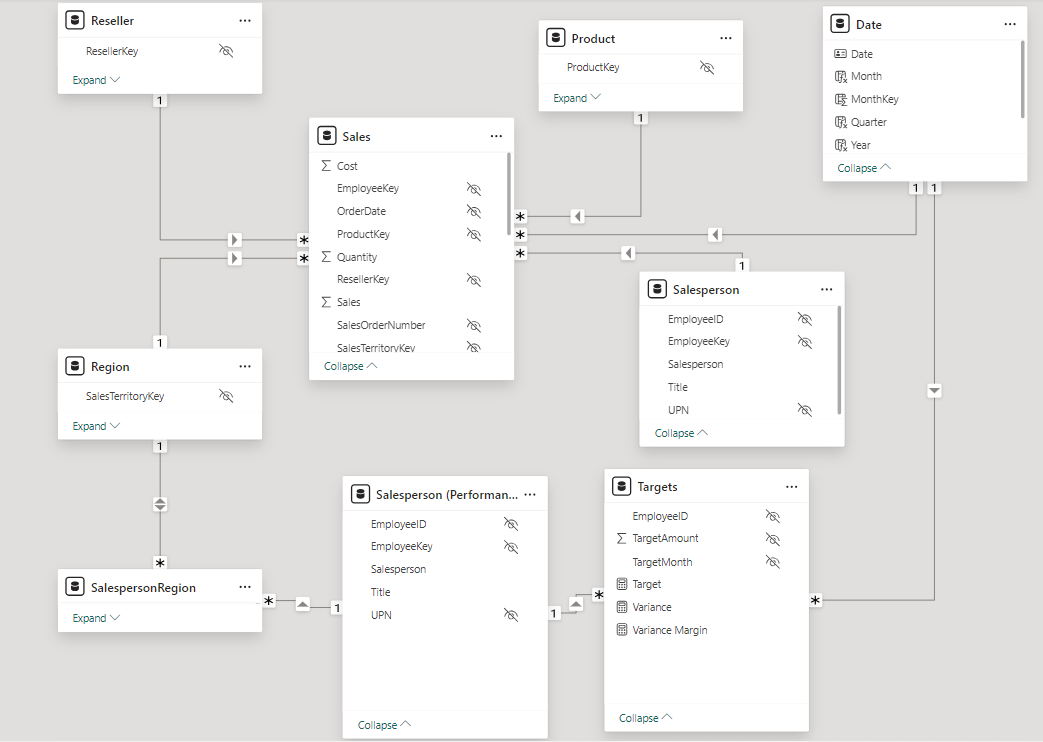 Reseller
ResellerKey
Expand
1
Product
ProductKey
Expand
1
Date
Date
Month
MonthKey
Quarter
Year
Collapse
1 1
Sales
Cost
EmployeeKey
OrderDate
ProductKey
Quantity
ResellerKey
Sales
SalesOrderNumber
SalesTerritoryKey
Collapse
*
*
*
*
*
1
Salesperson
EmployeeID
EmployeeKey
Salesperson
Title
UPN
Collapse
1
Region
SalesTerritoryKey
Expand
1
*
SalespersonRegion
Expand
*
1
Salesperson (Performan...
EmployeeID
EmployeeKey
Salesperson
Title
UPN
Collapse
1
*
Targets
EmployeeID
TargetAmount
TargetMonth
Target
Variance
Variance Margin
Collapse
*